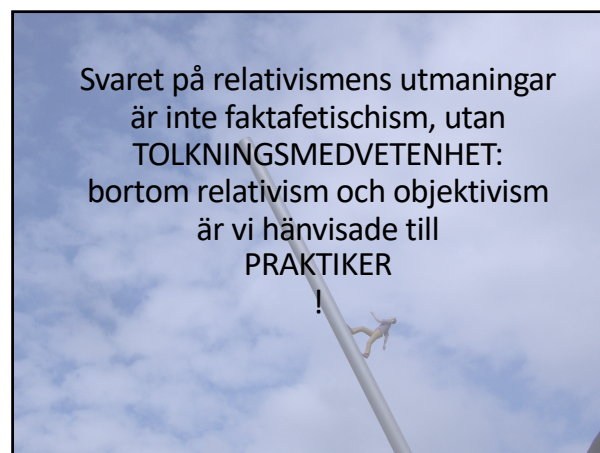 Svaret på relativismens utmaningar
är inte faktafetischism, utan
TOLKNINGSMEDVETENHET:
bortom relativism och objektivism
är vi hänvisade till
PRAKTIKER
!